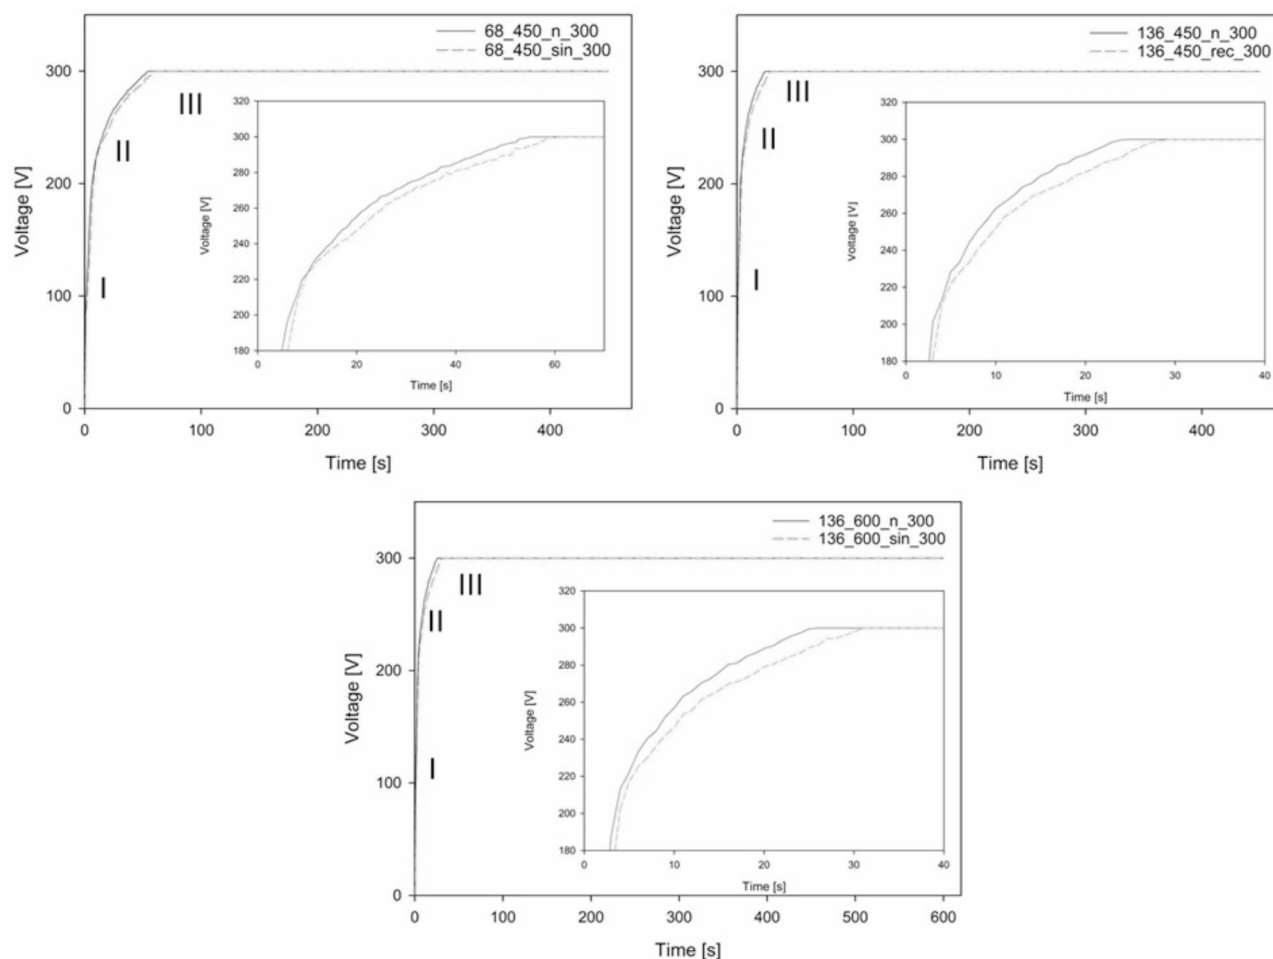 68_450_n_300
68_450_sin_300
300
200
100
0
Voltage [V]
I
II
III
320
300
280
260
240
220
200
180
Voltage [V]
0 20 40 60
Time [s]
0 100 200 300 400
Time [s]
136_450_n_300
136_450_rec_300
300
200
100
0
Voltage [V]
I
II
III
320
300
280
260
240
220
200
180
Voltage [V]
0 10 20 30 40
Time [s]
0 100 200 300 400
Time [s]
136_600_n_300
136_600_sin_300
300
200
100
0
Voltage [V]
I
II
III
320
300
280
260
240
220
200
180
Voltage [V]
0 10 20 30 40
Time [s]
0 100 200 300 400 500 600
Time [s]